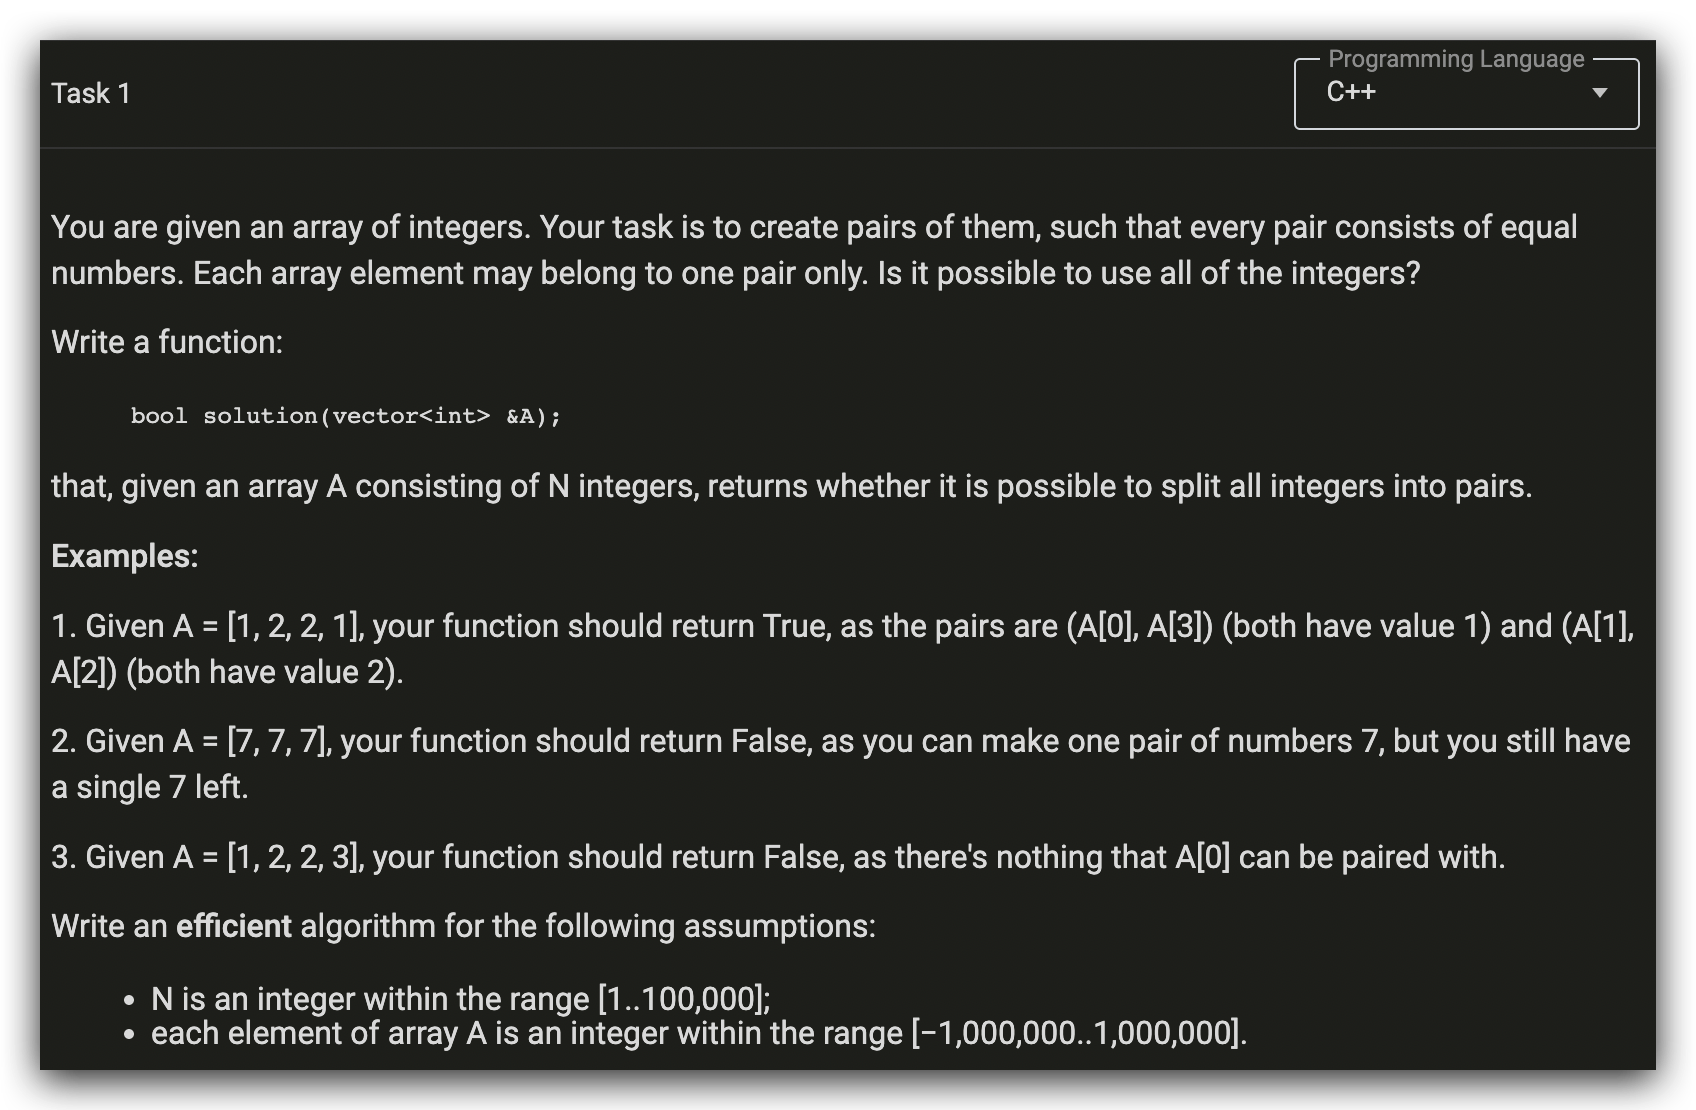 Task 1
Programming Language
C++
You are given an array of integers. Your task is to create pairs of them, such that every pair consists of equal
numbers. Each array element may belong to one pair only. Is it possible to use all of the integers?
Write a function:
bool solution(vector<int> &A);
that, given an array A consisting of N integers, returns whether it is possible to split all integers into pairs.
Examples:
1. Given A = [1, 2, 2, 1], your function should return True, as the pairs are (A[0], A[3]) (both have value 1) and (A[1],
A[2]) (both have value 2).
2. Given A = [7, 7, 7], your function should return False, as you can make one pair of numbers 7, but you still have
a single 7 left.
3. Given A = [1, 2, 2, 3], your function should return False, as there's nothing that A[0] can be paired with.
Write an efficient algorithm for the following assumptions:
• N is an integer within the range [1..100,000];
• each element of array A is an integer within the range [−1,000,000..1,000,000].